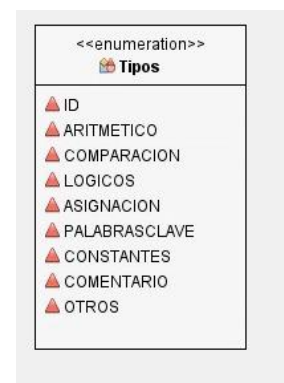 <<enumeration>>
Tipos
ID
ARITMETICO
COMPARACION
LOGICOS
ASIGNACION
PALABRASCLAVE
CONSTANTES
COMENTARIO
OTROS